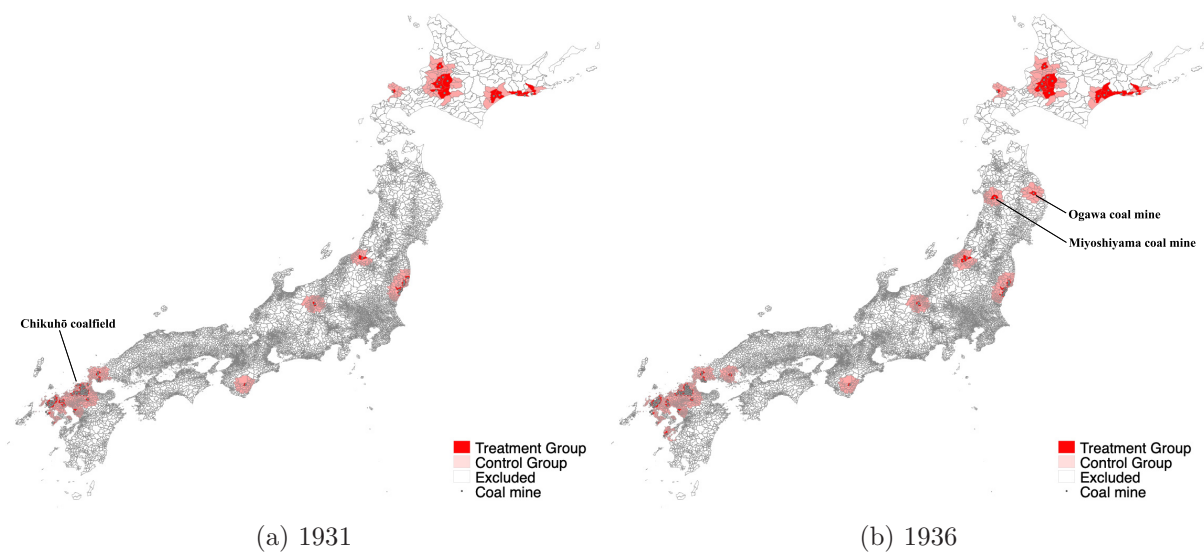 Chikuhō coalfield
Treatment Group
Control Group
Excluded
Coal mine
(a) 1931
Ogawa coal mine
Miyoshiyama coal mine
Treatment Group
Control Group
Excluded
Coal mine
(b) 1936